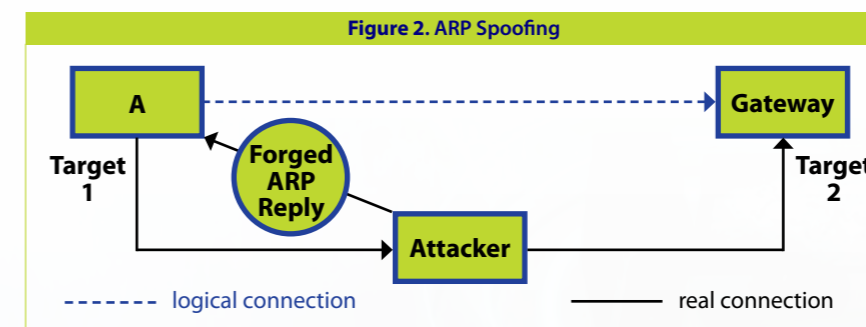 Figure 2. ARP Spoofing
A
Gateway
Target
1
Forged
ARP
Reply
Target
2
Attacker
logical connection
real connection